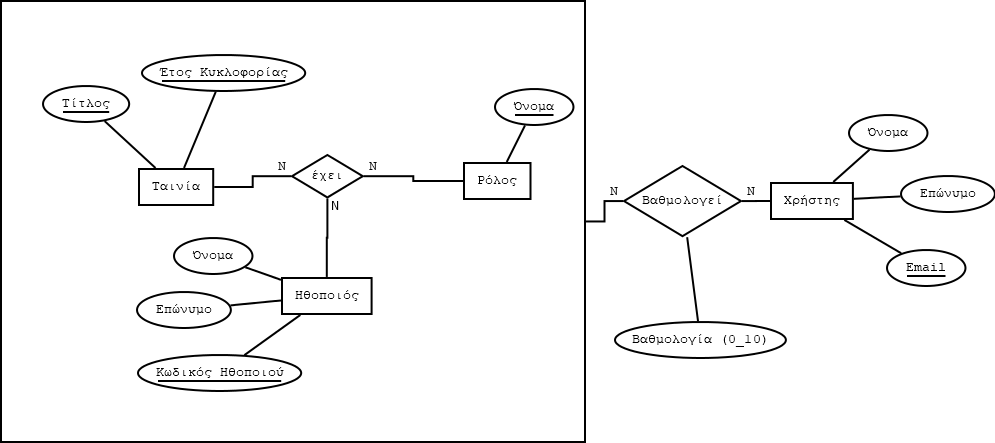 Έτος Κυκλοφορίας
Τίτλος
Όνομα
Ταινία
N
έχει
N
Ρόλος
N
Όνομα
Επώνυμο
Ηθοποιός
Κωδικός Ηθοποιού
N
Βαθμολογεί
N
Χρήστης
Όνομα
Επώνυμο
Email
Βαθμολογία (0_10)